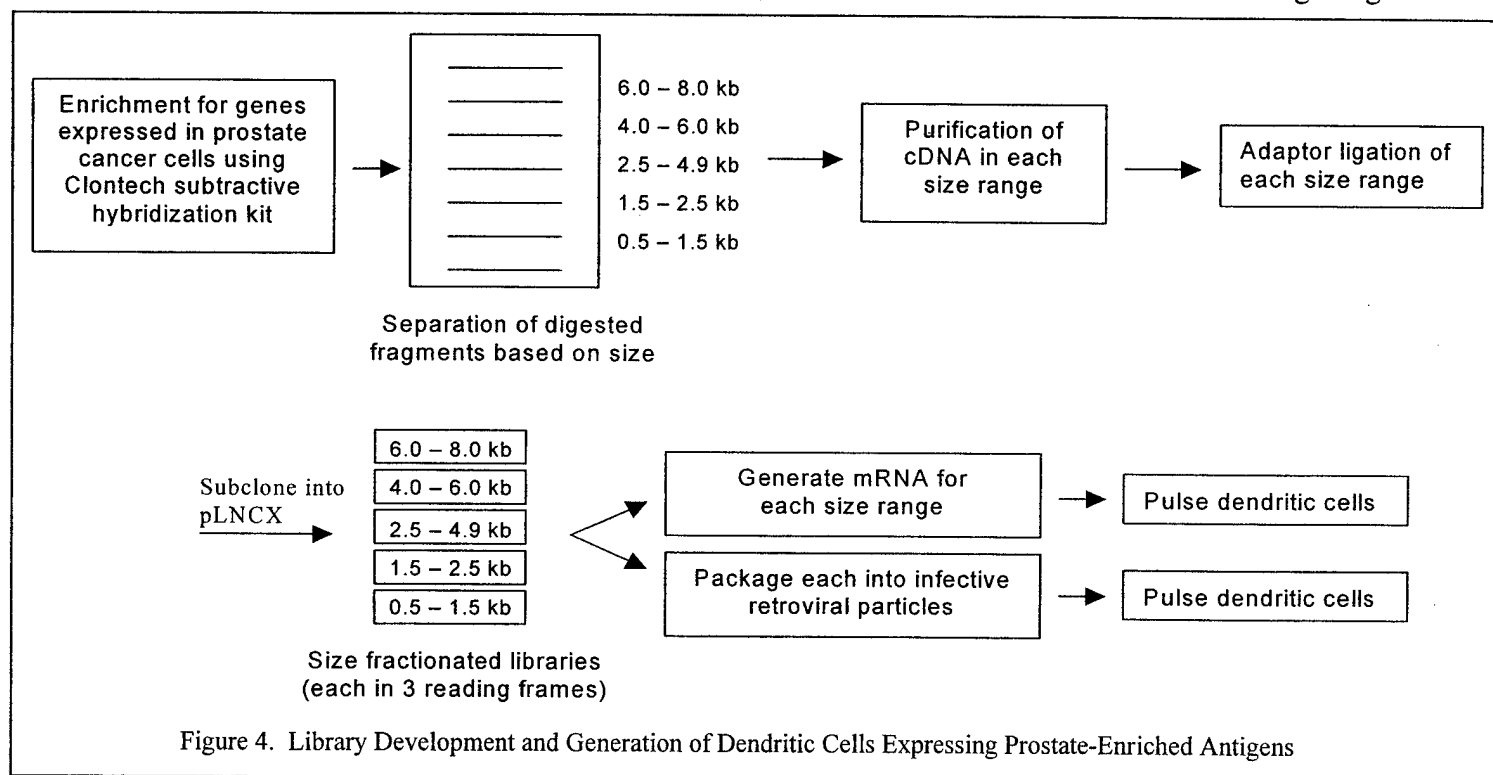 Enrichment for genes
expressed in prostate
cancer cells using
Clontech subtractive
hybridization kit
6.0 – 8.0 kb
4.0 – 6.0 kb
2.5 – 4.9 kb
1.5 – 2.5 kb
0.5 – 1.5 kb
Separation of digested
fragments based on size
Purification of
cDNA in each
size range
Adaptor ligation of
each size range
Subclone into
pLNCX
6.0 – 8.0 kb
4.0 – 6.0 kb
2.5 – 4.9 kb
1.5 – 2.5 kb
0.5 – 1.5 kb
Size fractionated libraries
(each in 3 reading frames)
Generate mRNA for
each size range
Pulse dendritic cells
Package each into infective
retroviral particles
Pulse dendritic cells
Figure 4. Library Development and Generation of Dendritic Cells Expressing Prostate-Enriched Antigens